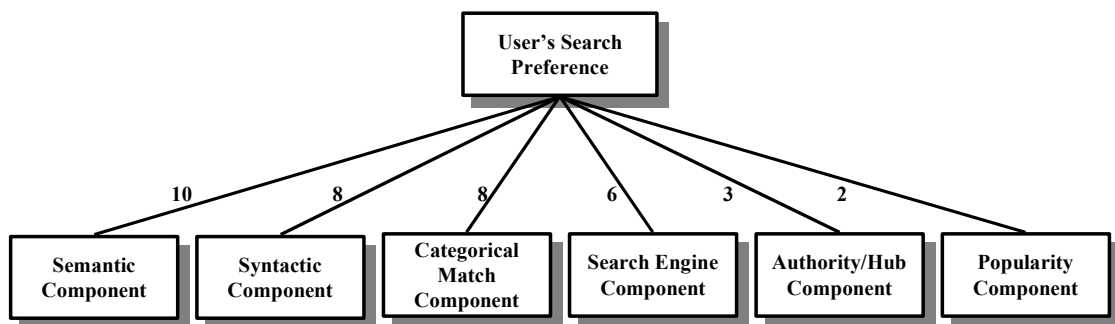 User's Search
Preference
10
8
8
6
3
2
Semantic
Component
Syntactic
Component
Categorical
Match
Component
Search Engine
Component
Authority/Hub
Component
Popularity
Component